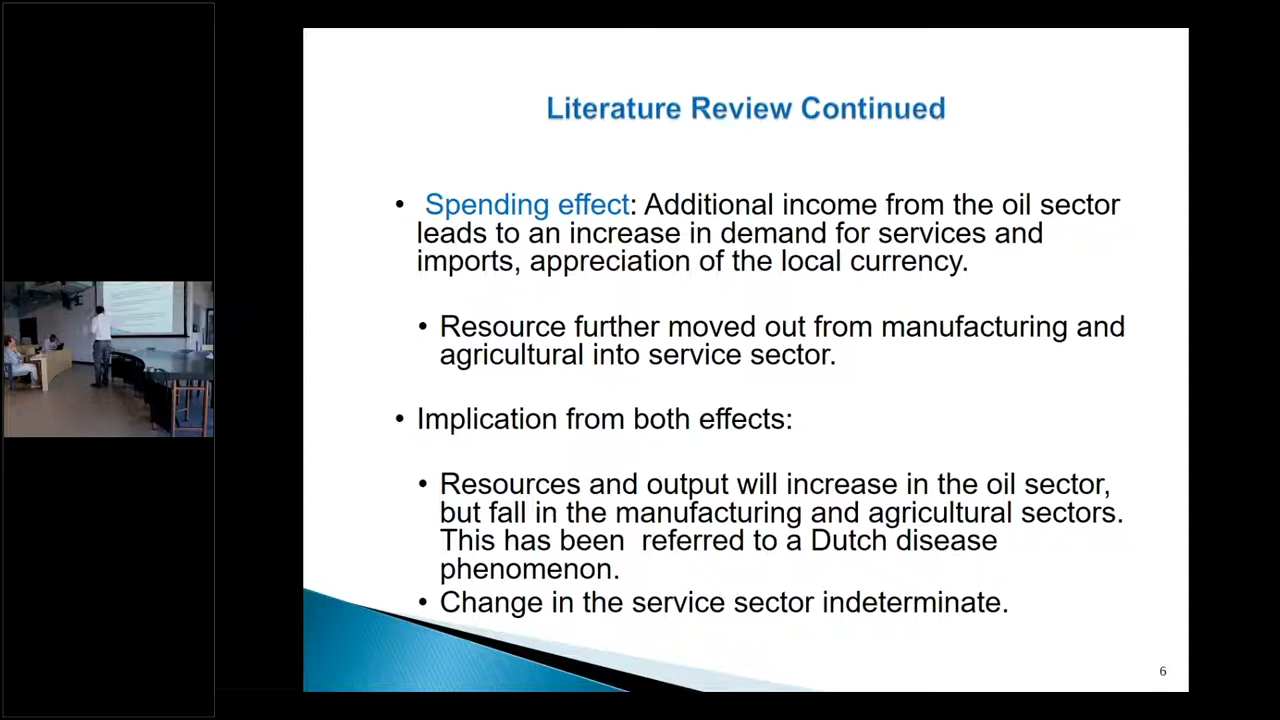 Literature Review Continued
• Spending effect: Additional income from the oil sector
leads to an increase in demand for services and
imports, appreciation of the local currency.
• Resource further moved out from manufacturing and
agricultural into service sector.
• Implication from both effects:
• Resources and output will increase in the oil sector,
but fall in the manufacturing and agricultural sectors.
This has been  referred to a Dutch disease
phenomenon.
• Change in the service sector indeterminate.
6